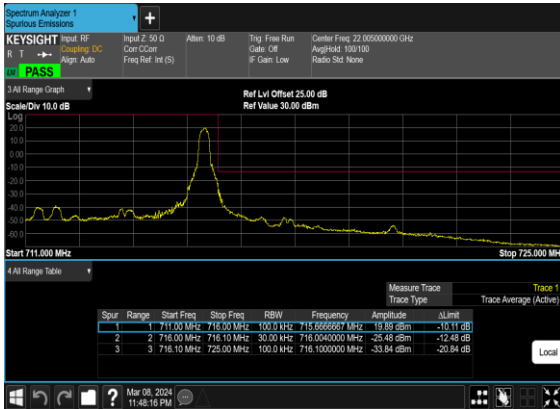 Spectrum Analyzer 1
Spurious Emissions
KEYSIGHT
R T
LXI
PASS
Input: RF
Coupling: DC
Align: Auto
Input Z: 50 Ω
Corr CCorr
Freq Ref: Int (S)
Atten: 10 dB
Trig: Free Run
Gate: Off
IF Gain: Low
Center Freq: 22.005000000 GHz
Avg|Hold: 100/100
Radio Std: None
3 All Range Graph
Scale/Div 10.0 dB
Ref Lvl Offset 25.00 dB
Ref Value 30.00 dBm
Log
20.0
10.0
0.00
-10.0
-20.0
-30.0
-40.0
-50.0
-60.0
Start 711.000 MHz
Stop 725.000 MH
4 All Range Table
Measure Trace Trace 1
Trace Type Trace Average (Active)
Spur Range Start Freq Stop Freq RBW Frequency Amplitude ΔLimit
1 1 711.00 MHz 716.00 MHz 100.0 kHz 715.6666667 MHz 19.89 dBm -10.11 dB
2 2 716.00 MHz 716.10 MHz 30.00 kHz 716.0040000 MHz -25.48 dBm -12.48 dB
3 3 716.10 MHz 725.00 MHz 100.0 kHz 716.1000000 MHz -33.84 dBm -20.84 dB
Local
Mar 08, 2024
11:48:16 PM